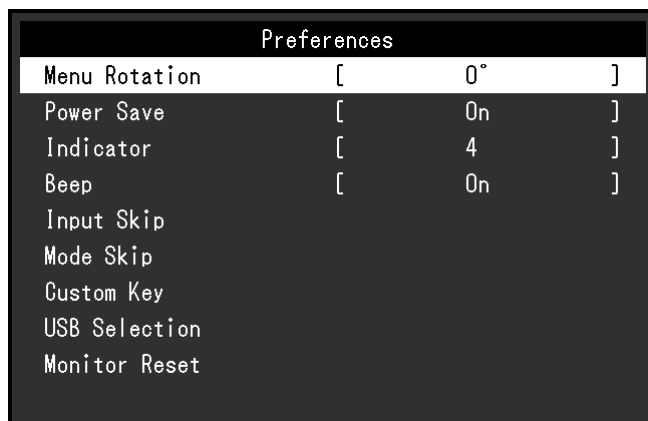 Preferences
Menu Rotation [ 0° ]
Power Save [ On ]
Indicator [ 4 ]
Beep [ On ]
Input Skip
Mode Skip
Custom Key
USB Selection
Monitor Reset